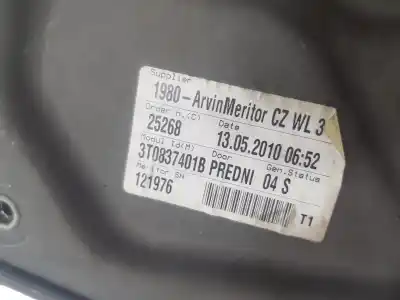 Supplier
1980-ArvinMeritor CZ WL 3
Order n.(C) Date
25268 13.05.2010 06:52
Modul Id(M) Door Gen.Status
3T0837401B PREDNI 04 S
Meritor SN
121976
T1